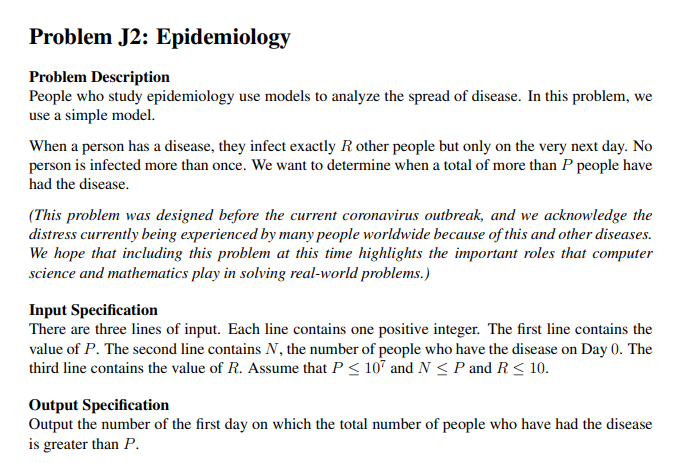 Problem J2: Epidemiology
Problem Description
People who study epidemiology use models to analyze the spread of disease. In this problem, we
use a simple model.
When a person has a disease, they infect exactly R other people but only on the very next day. No
person is infected more than once. We want to determine when a total of more than P people have
had the disease.
(This problem was designed before the current coronavirus outbreak, and we acknowledge the
distress currently being experienced by many people worldwide because of this and other diseases.
We hope that including this problem at this time highlights the important roles that computer
science and mathematics play in solving real-world problems.)
Input Specification
There are three lines of input. Each line contains one positive integer. The first line contains the
value of P. The second line contains N, the number of people who have the disease on Day 0. The
third line contains the value of R. Assume that P ≤ 10⁷ and N ≤ P and R ≤ 10.
Output Specification
Output the number of the first day on which the total number of people who have had the disease
is greater than P.